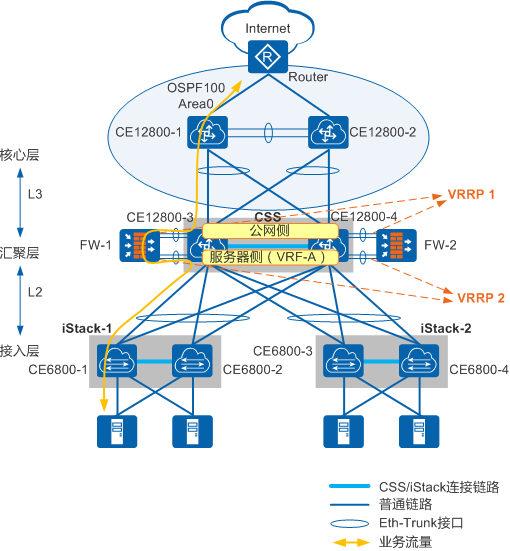 Internet
R
Router
OSPF100
Area0
CE12800-1
CE12800-2
核心层
L3
汇聚层
L2
接入层
CE12800-3
CSS
CE12800-4
VRRP 1
FW-1
公网侧
服务器侧（VRF-A）
FW-2
VRRP 2
iStack-1
iStack-2
CE6800-1
CE6800-2
CE6800-3
CE6800-4
CSS/iStack连接链路
普通链路
Eth-Trunk接口
业务流量